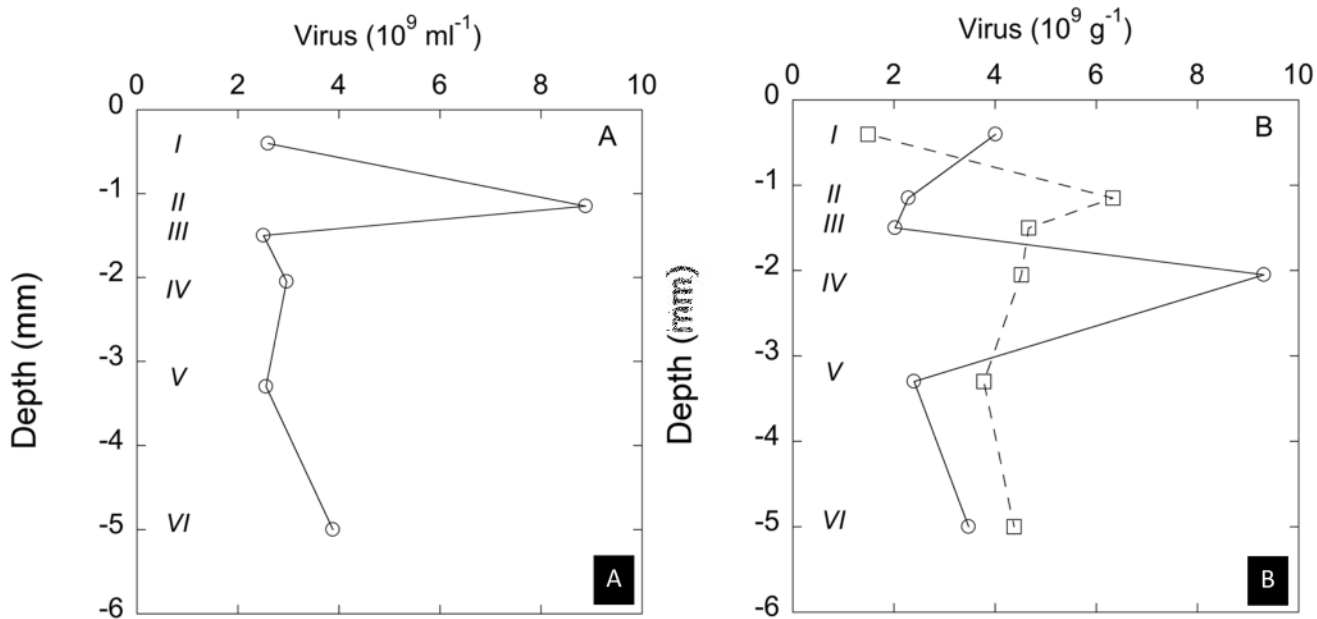 Virus (10⁹ ml⁻¹)
0 2 4 6 8 10
0
-1
-2
-3
-4
-5
-6
Depth (mm)
I
II
III
IV
V
VI
A
A
Virus (10⁹ g⁻¹)
0 2 4 6 8 10
0
-1
-2
-3
-4
-5
-6
Depth (mm)
I
II
III
IV
V
VI
B
B